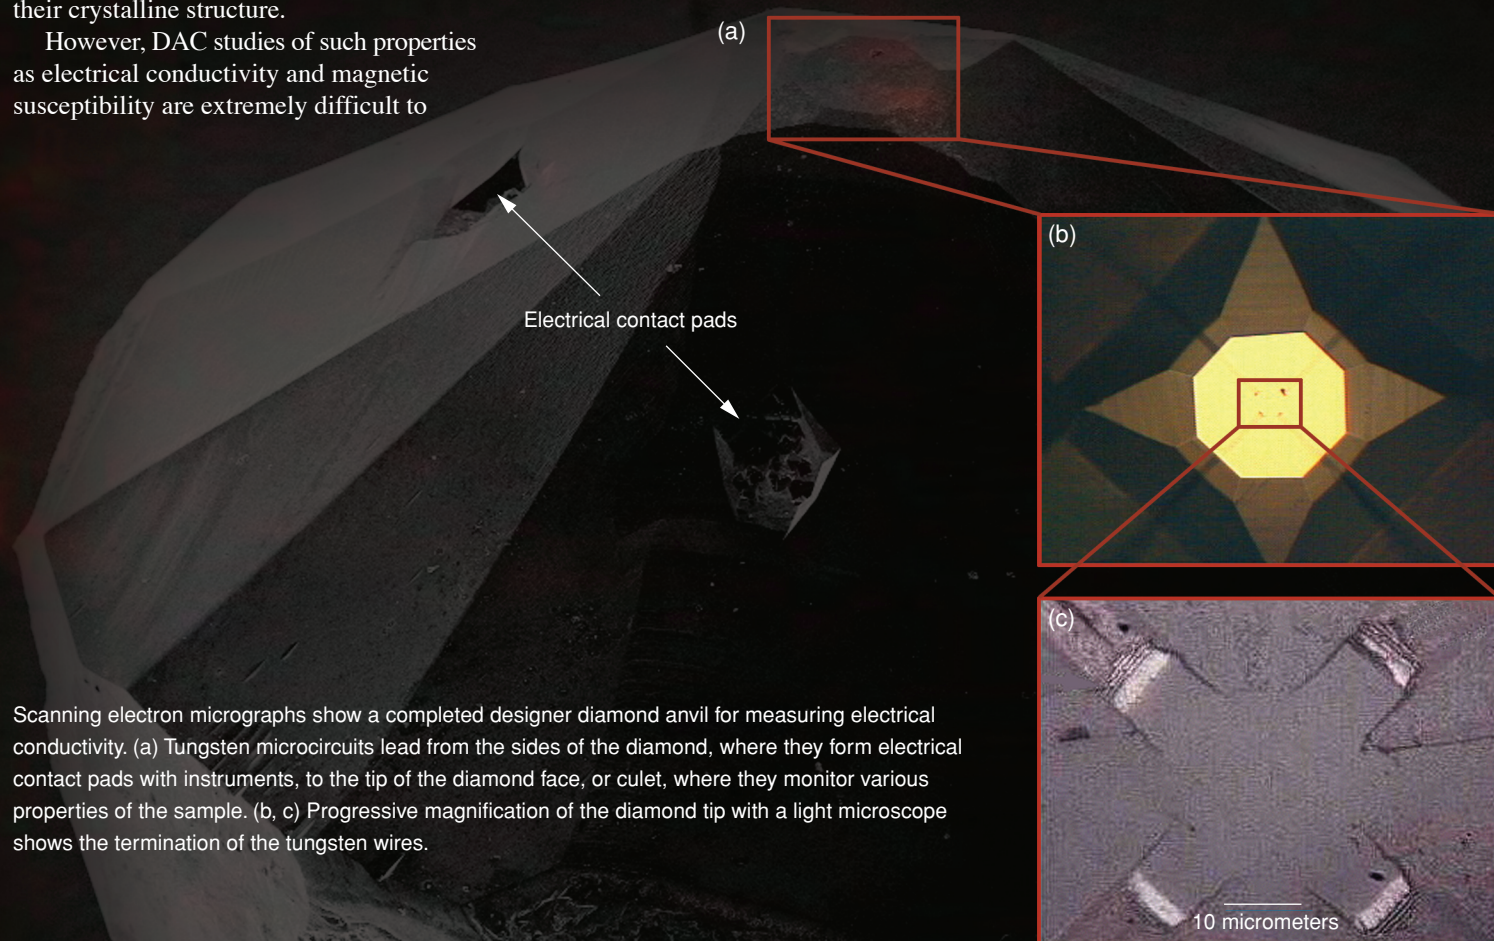 their crystalline structure.
However, DAC studies of such properties
as electrical conductivity and magnetic
susceptibility are extremely difficult to
(a)
Electrical contact pads
(b)
(c)
10 micrometers
Scanning electron micrographs show a completed designer diamond anvil for measuring electrical
conductivity. (a) Tungsten microcircuits lead from the sides of the diamond, where they form electrical
contact pads with instruments, to the tip of the diamond face, or culet, where they monitor various
properties of the sample. (b, c) Progressive magnification of the diamond tip with a light microscope
shows the termination of the tungsten wires.